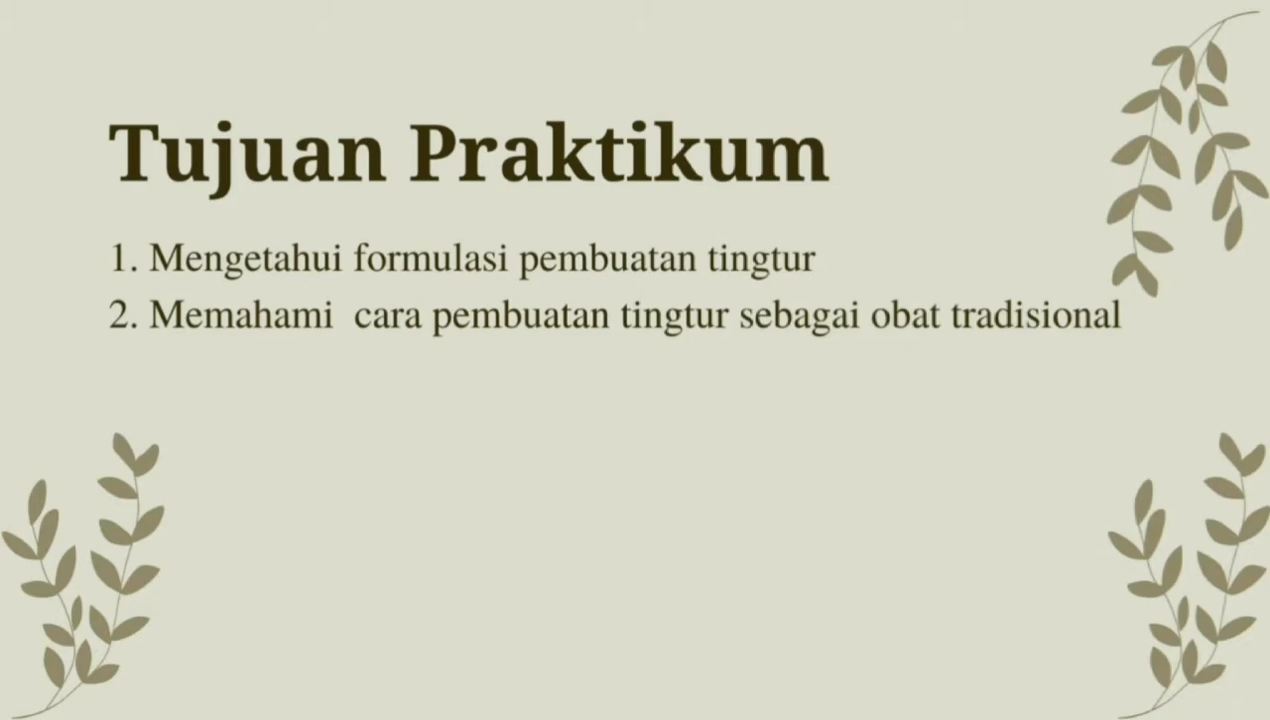 Tujuan Praktikum
1. Mengetahui formulasi pembuatan tingtur
2. Memahami  cara pembuatan tingtur sebagai obat tradisional